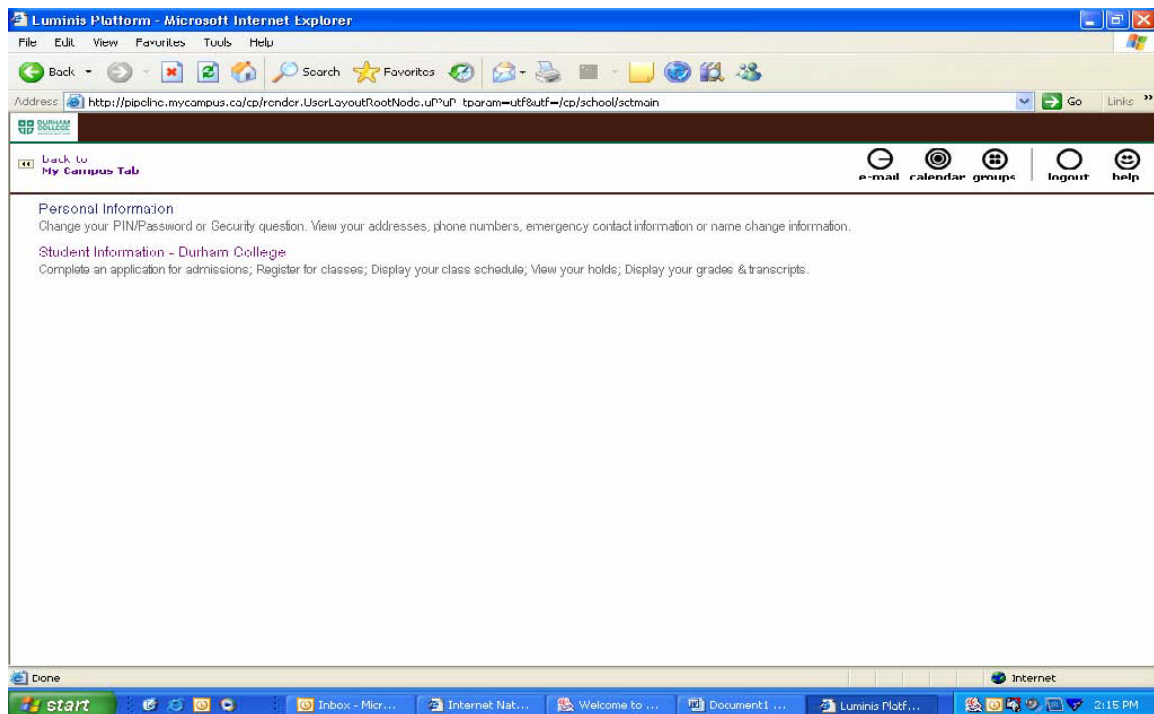 Luminis Platform - Microsoft Internet Explorer
File Edit View Favorites Tools Help
Back Search Favorites
Address http://pipeline.mycampus.ca/cp/render.UserLayoutRootNode.uP?uP_tparam=utf&utf=/cp/school/sctmain Go Links »
DURHAM COLLEGE
back to
My Campus Tab
e-mail calendar groups logout help
Personal Information
Change your PIN/Password or Security question. View your addresses, phone numbers, emergency contact information or name change information.
Student Information - Durham College
Complete an application for admissions; Register for classes; Display your class schedule; View your holds; Display your grades & transcripts.
Done Internet
start Inbox - Micr... Internet Nat... Welcome to ... Document1 ... Luminis Platf... 2:15 PM